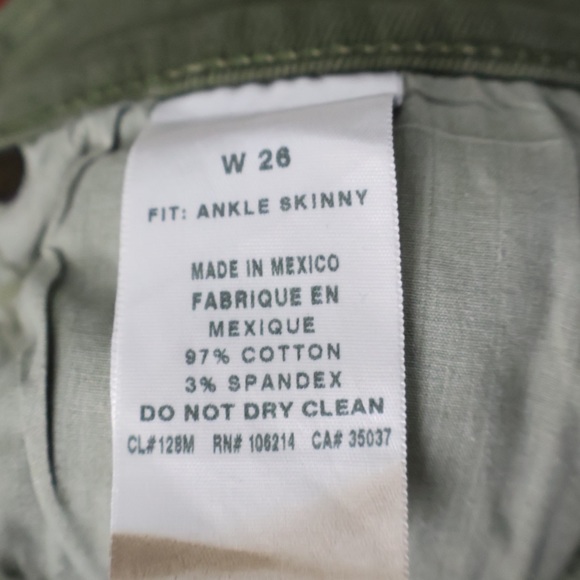 W 26
FIT: ANKLE SKINNY
MADE IN MEXICO
FABRIQUE EN
MEXIQUE
97% COTTON
3% SPANDEX
DO NOT DRY CLEAN
CL#128M RN# 106214 CA# 35037